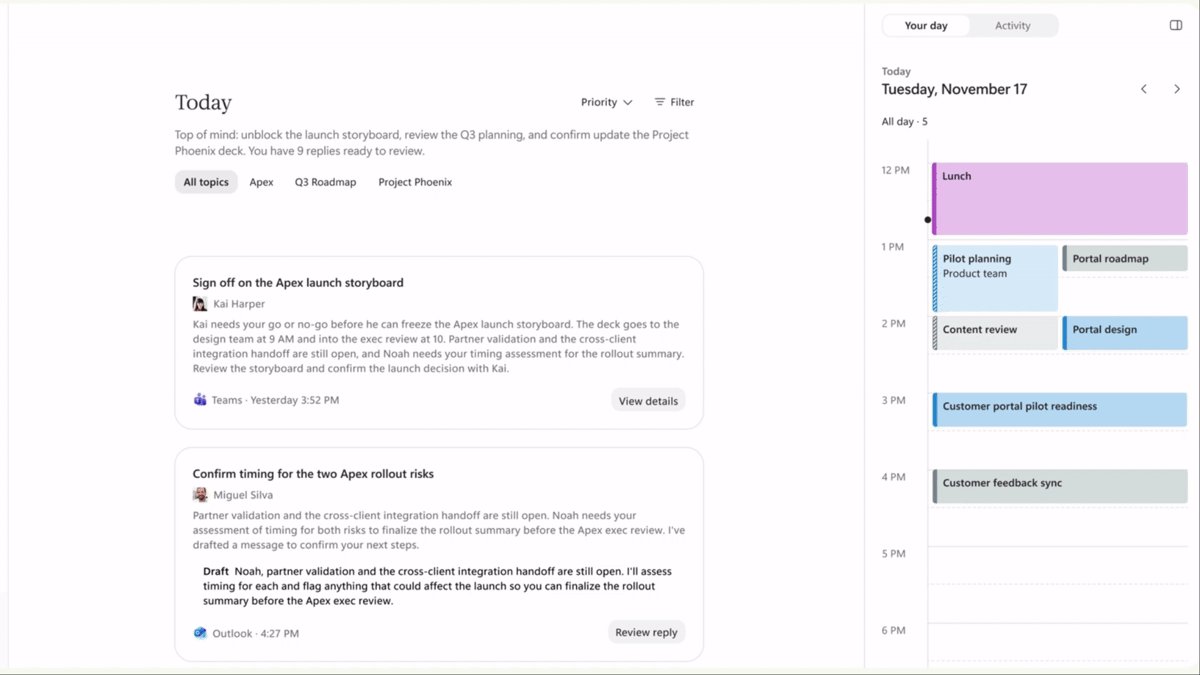 Today
Priority
Filter
Top of mind: unblock the launch storyboard, review the Q3 planning, and confirm update the Project
Phoenix deck. You have 9 replies ready to review.
All topics
Apex
Q3 Roadmap
Project Phoenix
Sign off on the Apex launch storyboard
Kai Harper
Kai needs your go or no-go before he can freeze the Apex launch storyboard. The deck goes to the
design team at 9 AM and into the exec review at 10. Partner validation and the cross-client
integration handoff are still open, and Noah needs your timing assessment for the rollout summary.
Review the storyboard and confirm the launch decision with Kai.
Teams · Yesterday 3:52 PM
View details
Confirm timing for the two Apex rollout risks
Miguel Silva
Partner validation and the cross-client integration handoff are still open. Noah needs your
assessment of timing for both risks to finalize the rollout summary before the Apex exec review. I've
drafted a message to confirm your next steps.
Draft Noah, partner validation and the cross-client integration handoff are still open. I'll assess
timing for each and flag anything that could affect the launch so you can finalize the rollout
summary before the Apex exec review.
Outlook · 4:27 PM
Review reply
Your day
Activity
Today
Tuesday, November 17
All day · 5
12 PM
Lunch
1 PM
Pilot planning
Product team
Portal roadmap
2 PM
Content review
Portal design
3 PM
Customer portal pilot readiness
4 PM
Customer feedback sync
5 PM
6 PM